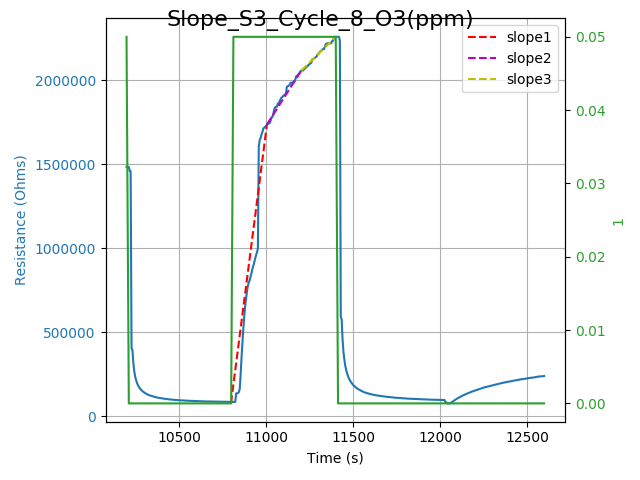 Slope_S3_Cycle_8_O3(ppm)
slope1
slope2
slope3
Resistance (Ohms)
2000000
1500000
1000000
500000
0
0.05
0.04
0.03
0.02
0.01
0.00
1
10500 11000 11500 12000 12500
Time (s)